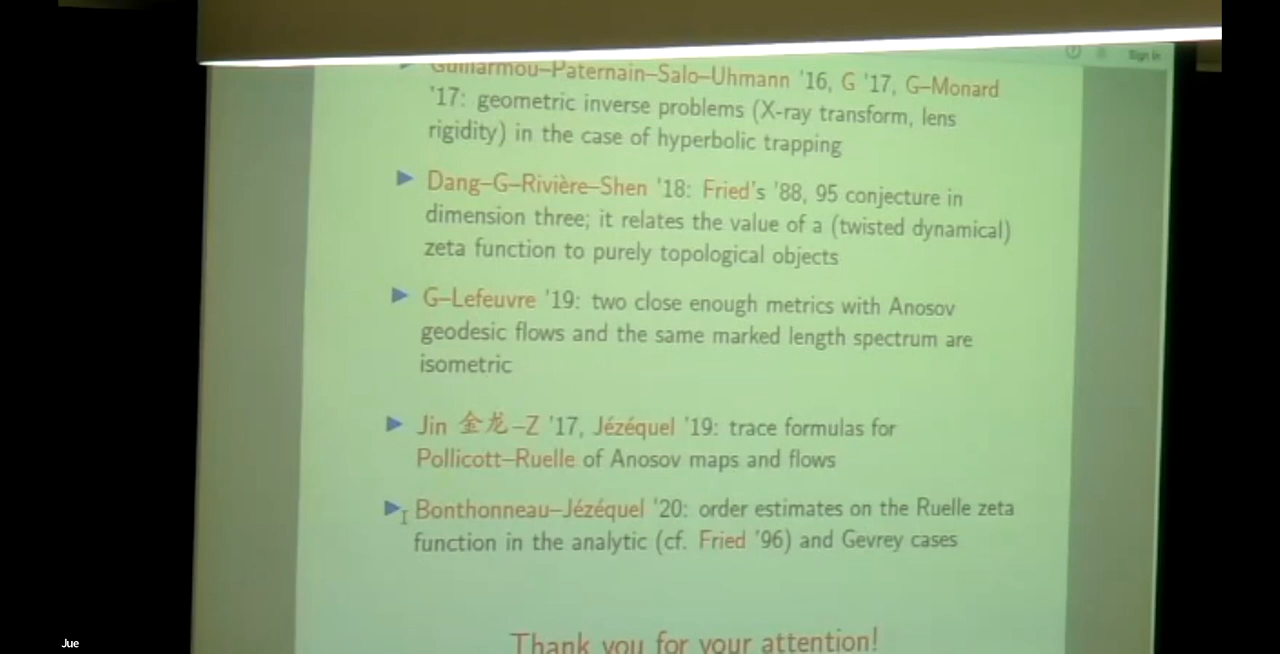 Sign In
Guillarmou–Paternain–Salo–Uhmann '16, G '17, G–Monard
'17: geometric inverse problems (X-ray transform, lens
rigidity) in the case of hyperbolic trapping
▶ Dang–G–Rivière–Shen '18: Fried's '88, 95 conjecture in
dimension three; it relates the value of a (twisted dynamical)
zeta function to purely topological objects
▶ G–Lefeuvre '19: two close enough metrics with Anosov
geodesic flows and the same marked length spectrum are
isometric
▶ Jin 金龙–Z '17, Jézéquel '19: trace formulas for
Pollicott–Ruelle of Anosov maps and flows
▶ Bonthonneau–Jézéquel '20: order estimates on the Ruelle zeta
function in the analytic (cf. Fried '96) and Gevrey cases
Thank you for your attention!
Jue